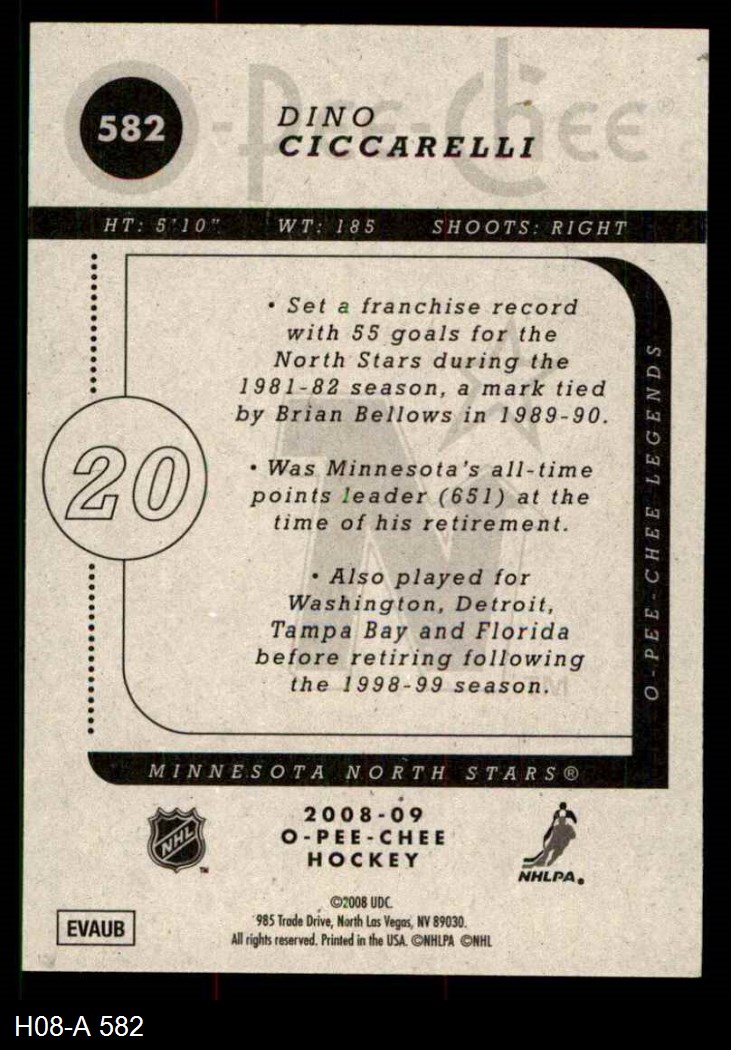 O-Pee-Chee®
582
DINO
CICCARELLI
HT: 5'10" WT: 185 SHOOTS: RIGHT
• Set a franchise record
with 55 goals for the
North Stars during the
1981-82 season, a mark tied
by Brian Bellows in 1989-90.
• Was Minnesota's all-time
points leader (651) at the
time of his retirement.
• Also played for
Washington, Detroit,
Tampa Bay and Florida
before retiring following
the 1998-99 season.
20
O-PEE-CHEE LEGENDS
MINNESOTA NORTH STARS®
NHL
TM
2008-09
O-PEE-CHEE
HOCKEY
NHLPA®
©2008 UDC.
985 Trade Drive, North Las Vegas, NV 89030.
All rights reserved. Printed in the USA. ©NHLPA ©NHL
EVAUB
H08-A 582